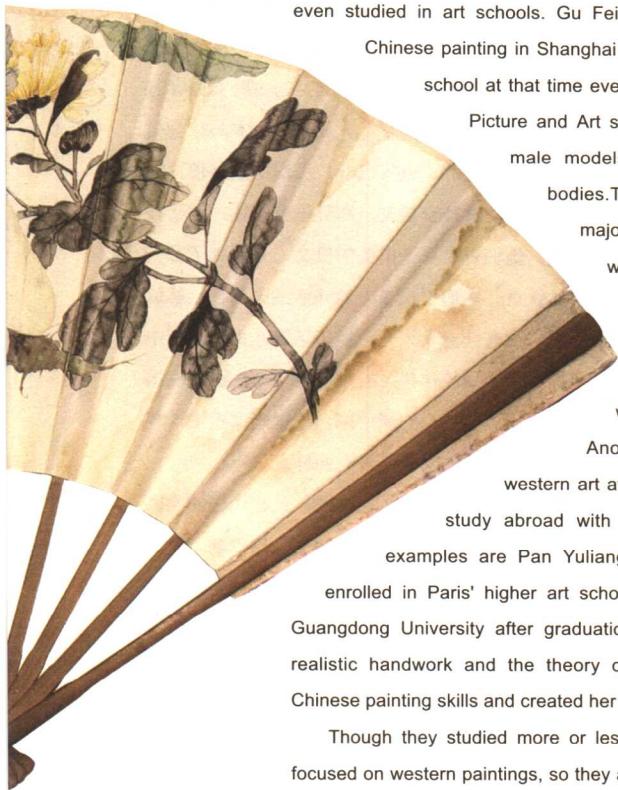 even studied in art schools. Gu Fei
Chinese painting in Shanghai
school at that time eve
Picture and Art s
male model
bodies.T
majo
w
Ano
western art a
study abroad with
examples are Pan Yuliang
enrolled in Paris' higher art scho
Guangdong University after graduatio
realistic handwork and the theory o
Chinese painting skills and created her
Though they studied more or les
focused on western paintings, so they a